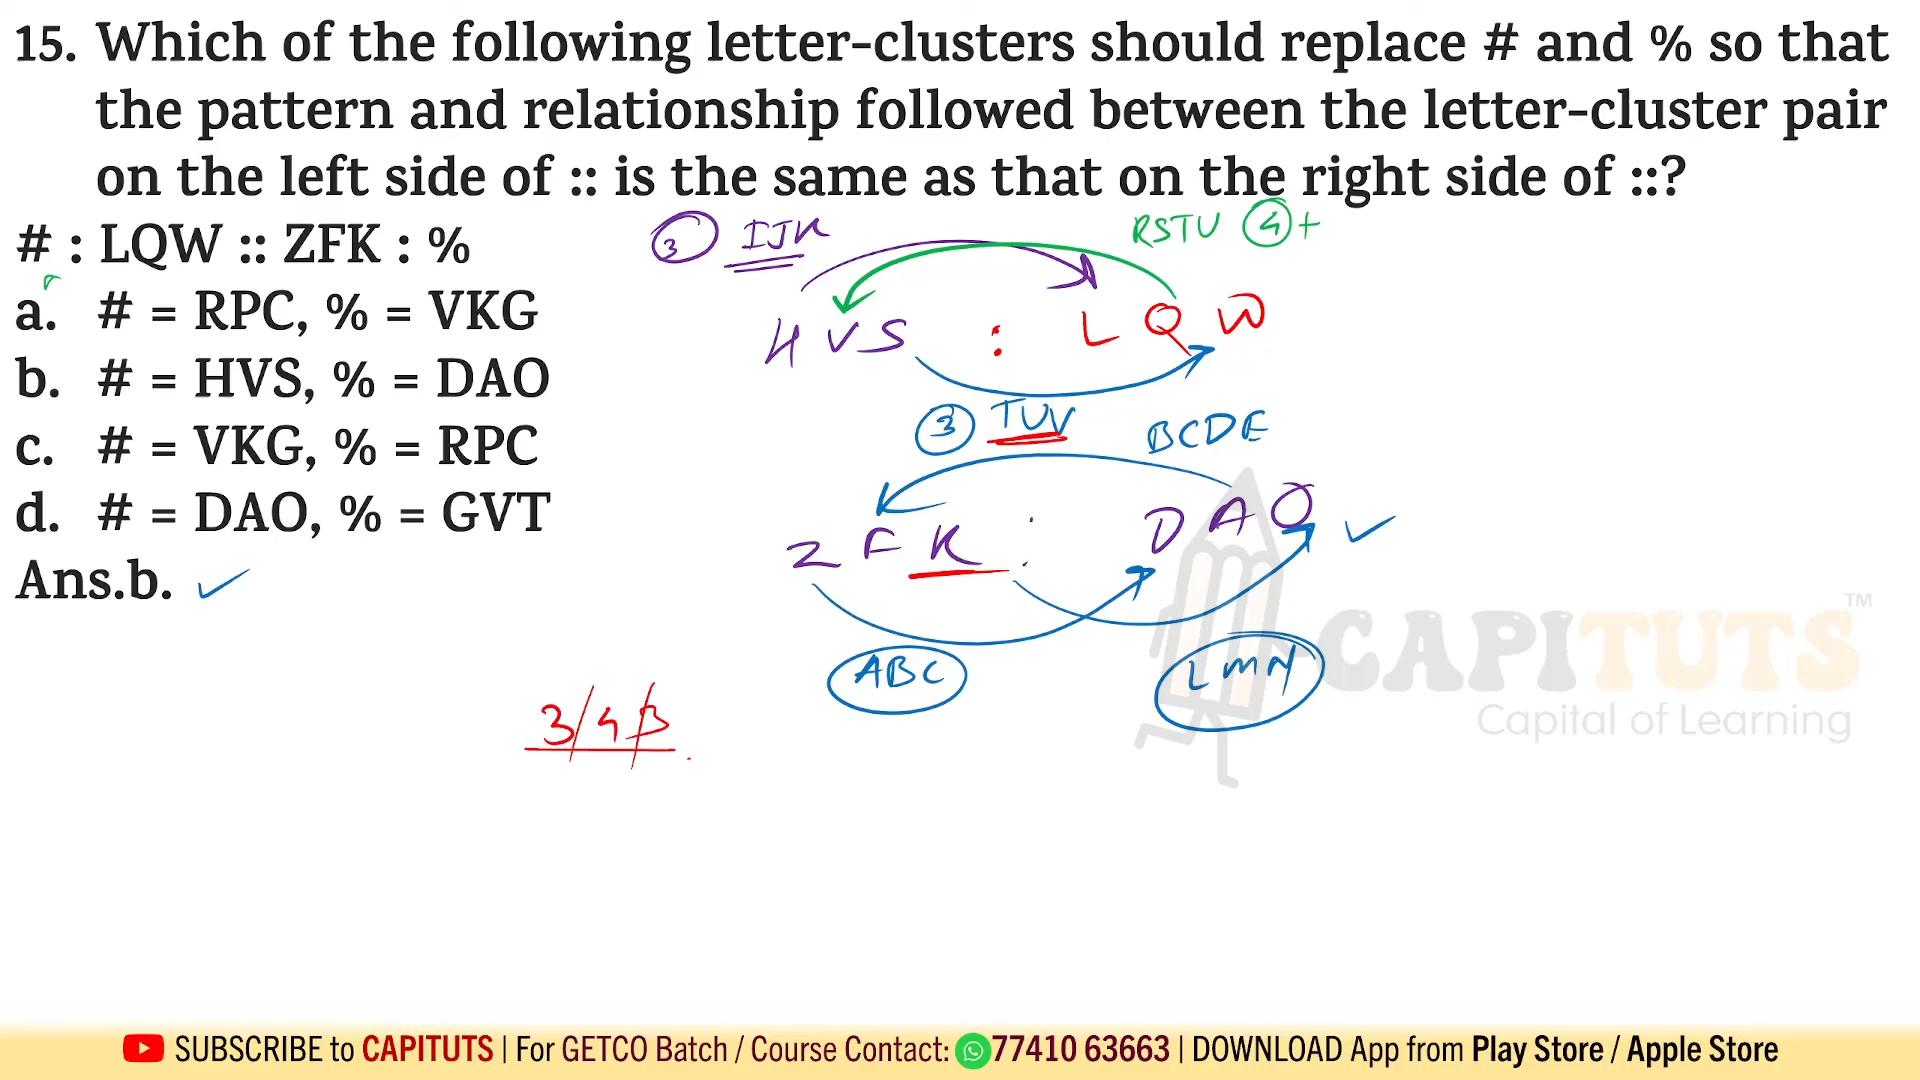 15. Which of the following letter-clusters should replace # and % so that
the pattern and relationship followed between the letter-cluster pair
on the left side of :: is the same as that on the right side of ::?
# : LQW :: ZFK : %
a. # = RPC, % = VKG
b. # = HVS, % = DAO
c. # = VKG, % = RPC
d. # = DAO, % = GVT
Ans.b.
3 IJK
RSTU 4+
HVS : LQW
3 TUV
BCDE
ZFK : DAO
ABC
LMN
3/4/3
CAPITUTS™
Capital of Learning
SUBSCRIBE to CAPITUTS | For GETCO Batch / Course Contact: 77410 63663 | DOWNLOAD App from Play Store / Apple Store